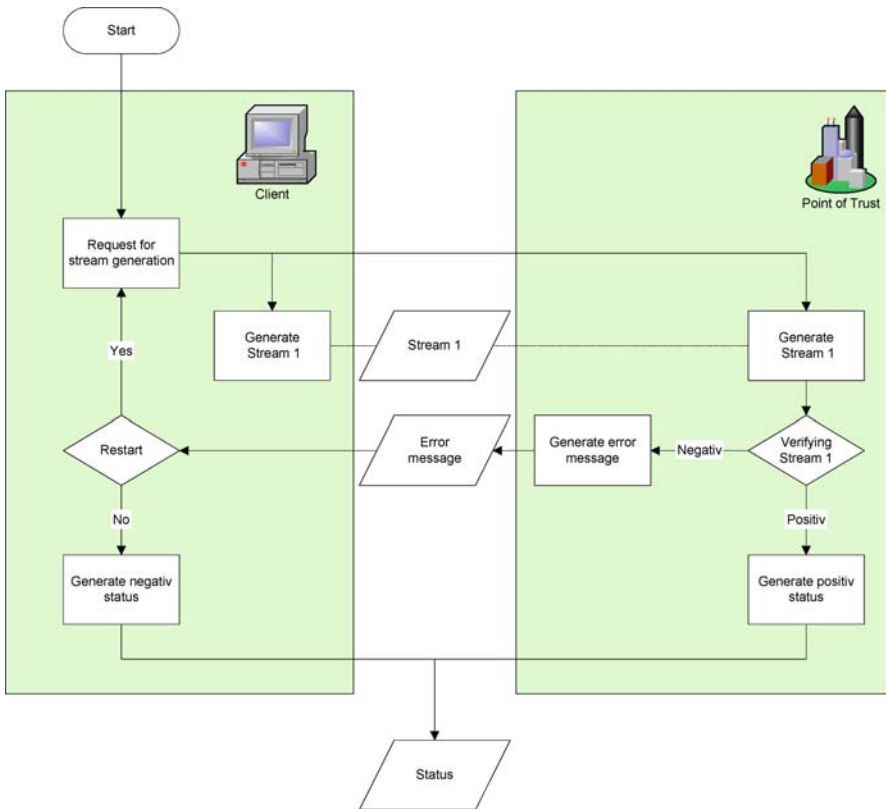 Start
Client
Point of Trust
Request for
stream generation
Generate
Stream 1
Stream 1
Generate
Stream 1
Yes
Restart
Error
message
Generate error
message
Negativ
Verifying
Stream 1
No
Positiv
Generate negativ
status
Generate positiv
status
Status